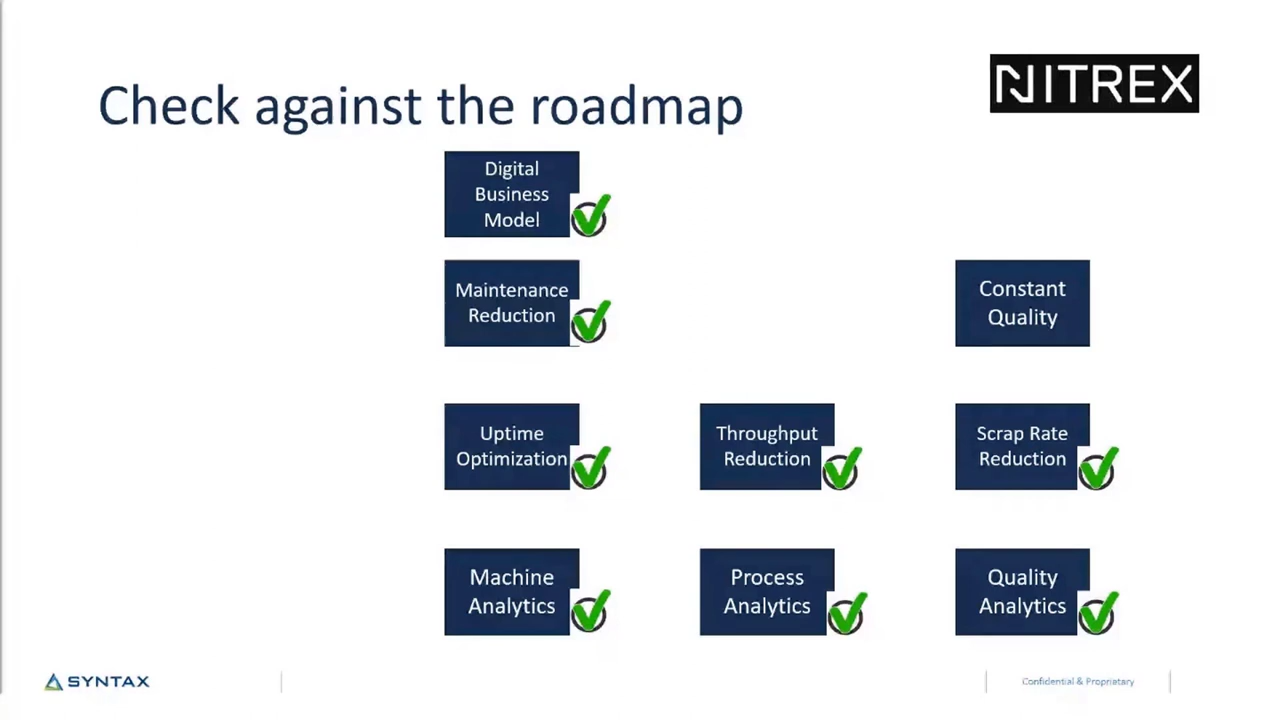 NITREX
Check against the roadmap
Digital
Business
Model
Maintenance
Reduction
Constant
Quality
Uptime
Optimization
Throughput
Reduction
Scrap Rate
Reduction
Machine
Analytics
Process
Analytics
Quality
Analytics
SYNTAX
Confidential & Proprietary